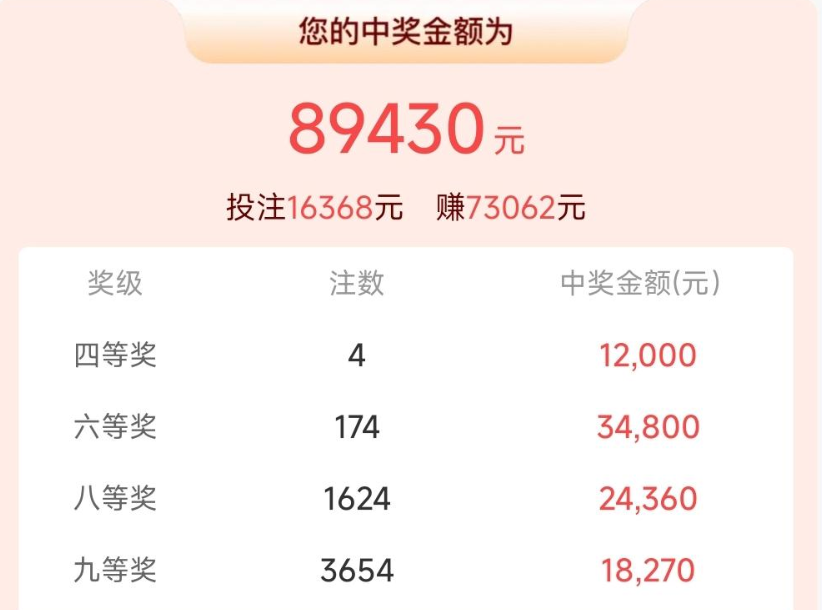 您的中奖金额为
89430元
投注16368元 赚73062元
奖级 注数 中奖金额(元)
四等奖 4 12,000
六等奖 174 34,800
八等奖 1624 24,360
九等奖 3654 18,270